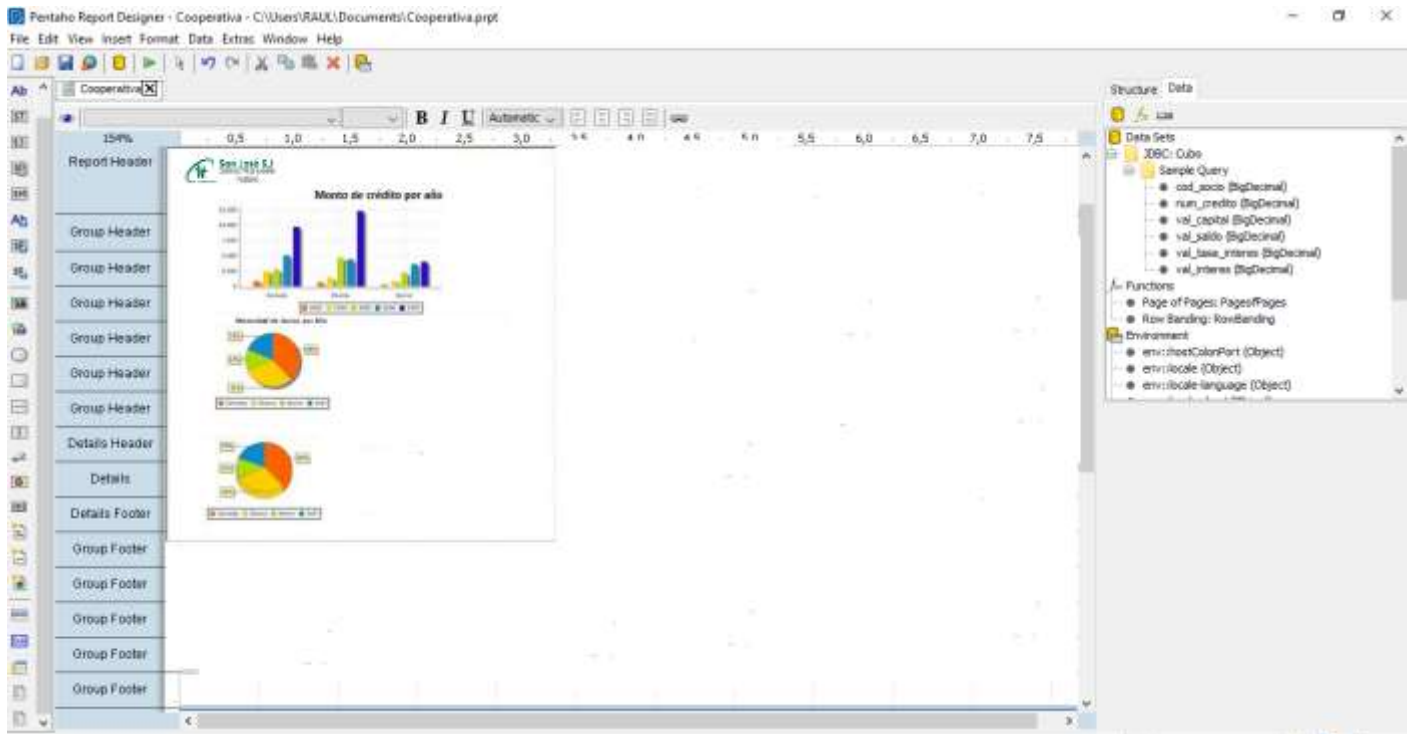 Pentaho Report Designer - Cooperativa - C:\Users\RAUL\Documents\Cooperativa.prpt
File Edit View Insert Format Data Extras Window Help
Cooperativa
Structure Data
B I U Automatic
154%
0,5 1,0 1,5 2,0 2,5 3,0 5,5 6,0 6,5 7,0 7,5
Report Header
San José S.J
Monto de crédito por año
Group Header
Group Header
Group Header
Group Header
Group Header
Group Header
Details Header
Details
Details Footer
Group Footer
Group Footer
Group Footer
Group Footer
Group Footer
Data Sets
JDBC: Cubo
Sample Query
cod_socio (BigDecimal)
num_credito (BigDecimal)
val_capital (BigDecimal)
val_saldo (BigDecimal)
val_tasa_interes (BigDecimal)
val_interes (BigDecimal)
Functions
Page of Pages: PageofPages
Row Banding: RowBanding
Environment
env::hostColonPort (Object)
env::locale (Object)
env::locale-language (Object)